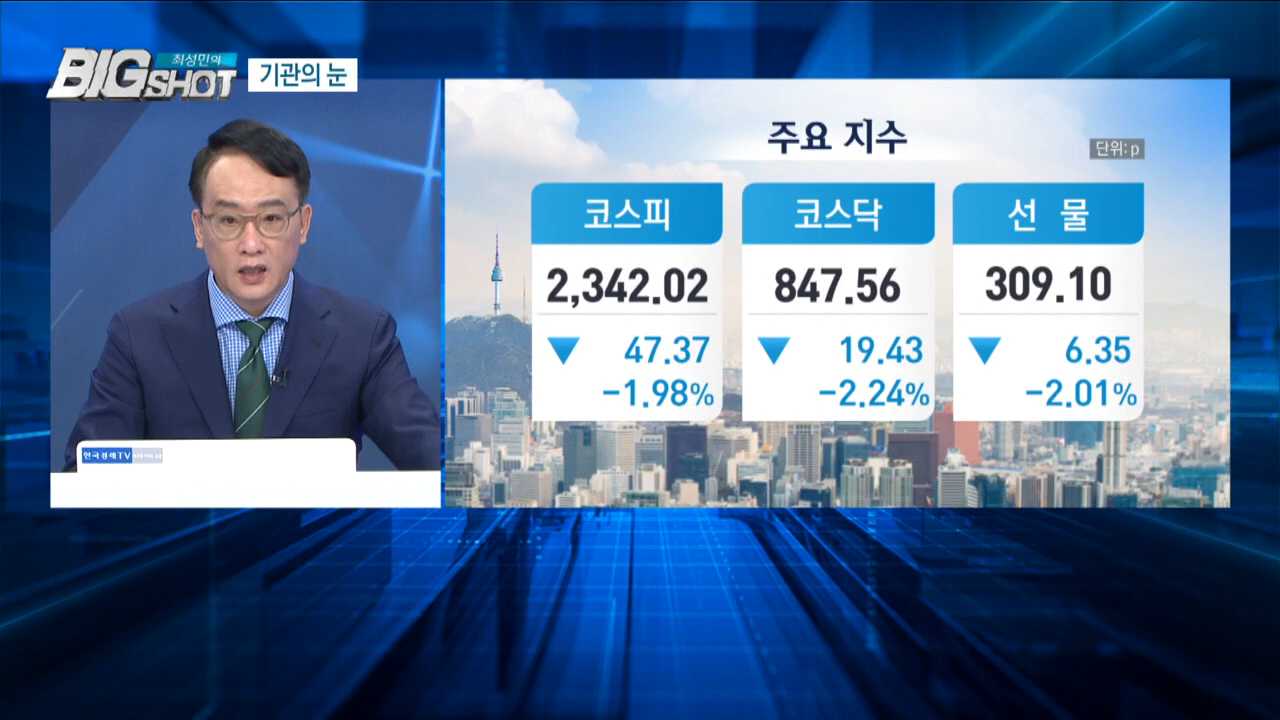 최성민의
BIG SHOT
기관의 눈
주요 지수
단위:p
코스피
2,342.02
▼ 47.37
-1.98%
코스닥
847.56
▼ 19.43
-2.24%
선 물
309.10
▼ 6.35
-2.01%
한국경제TV